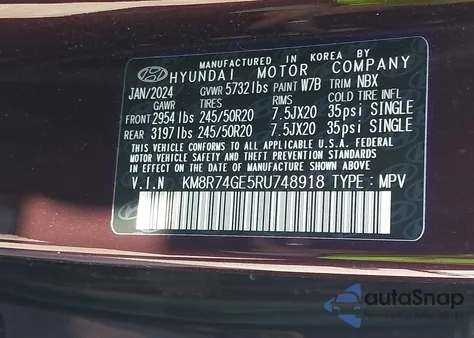 MANUFACTURED IN KOREA BY
HYUNDAI MOTOR COMPANY
JAN/2024 GVWR 5732lbs PAINT W7B TRIM NBX
GAWR TIRES RIMS COLD TIRE INFL
FRONT 2954 lbs 245/50R20 7.5JX20 35psi SINGLE
REAR 3197lbs 245/50R20 7.5JX20 35psi SINGLE
THIS VEHICLE CONFORMS TO ALL APPLICABLE U.S.A. FEDERAL
MOTOR VEHICLE SAFETY AND THEFT PREVENTION STANDARDS
IN EFFECT ON THE DATE OF MANUFACTURE SHOWN ABOVE.
V.I.N KM8R74GE5RU748918 TYPE : MPV
autoSnap